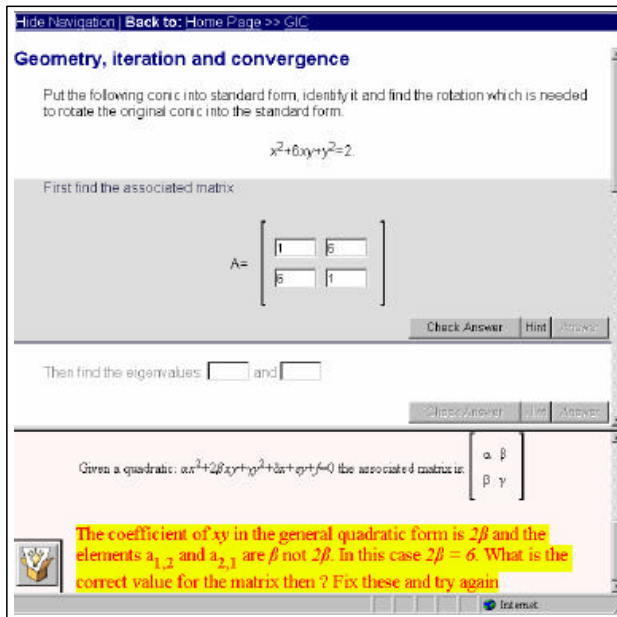 Hide Navigation | Back to: Home Page >> GIC
Geometry, iteration and convergence
Put the following conic into standard form, identify it and find the rotation which is needed
to rotate the original conic into the standard form.
x²+6xy+y²=2.
First find the associated matrix
A= [ 1 6
6 1 ]
Check Answer Hint Answer
Then find the eigenvalues and
Check Answer Hint Answer
Given a quadratic: αx²+2βxy+γy²+δx+εy+f=0 the associated matrix is [ α β
β γ ]
The coefficient of xy in the general quadratic form is 2β and the
elements a1,2 and a2,1 are β not 2β. In this case 2β = 6. What is the
correct value for the matrix then ? Fix these and try again
Internet